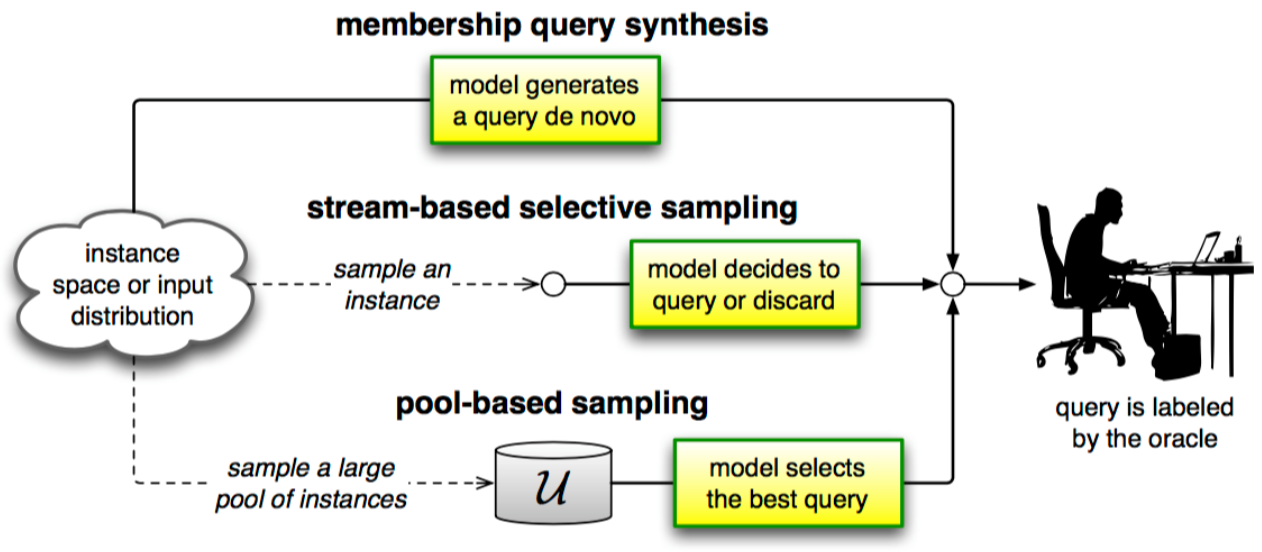 membership query synthesis
model generates
a query de novo
stream-based selective sampling
instance
space or input
distribution
sample an
instance
model decides to
query or discard
pool-based sampling
sample a large
pool of instances
U
model selects
the best query
query is labeled
by the oracle